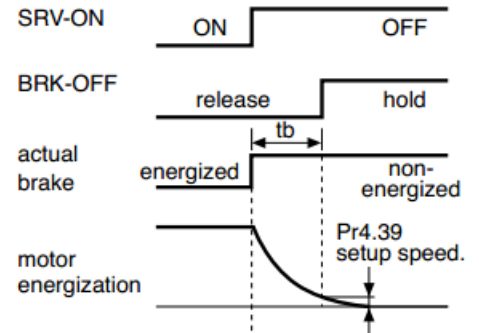 SRV-ON
ON
OFF
BRK-OFF
release
hold
tb
actual
brake
energized
non-
energized
motor
energization
Pr4.39
setup speed.